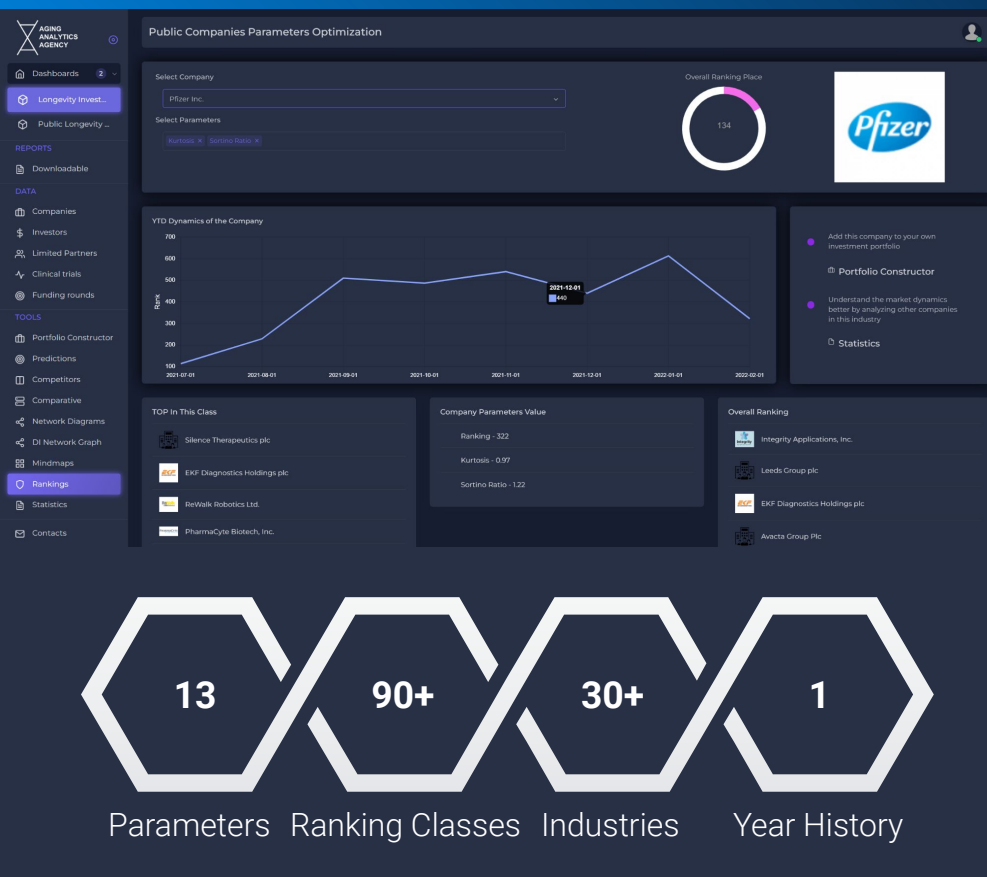 AGING
ANALYTICS
AGENCY
Dashboards 2
Longevity Invest...
Public Longevity ...
REPORTS
Downloadable
DATA
Companies
Investors
Limited Partners
Clinical trials
Funding rounds
TOOLS
Portfolio Constructor
Predictions
Competitors
Comparative
Network Diagrams
DI Network Graph
Mindmaps
Rankings
Statistics
Contacts
Public Companies Parameters Optimization
Select Company
Pfizer Inc.
Select Parameters
Kurtosis × Sortino Ratio ×
Overall Ranking Place
134
Pfizer
YTD Dynamics of the Company
Rank
700
600
500
400
300
200
100
2021-07-01 2021-08-01 2021-09-01 2021-10-01 2021-11-01 2021-12-01 2022-01-01 2022-02-01
2021-12-01
440
Add this company to your own
investment portfolio
Portfolio Constructor
Understand the market dynamics
better by analyzing other companies
in this industry
Statistics
TOP In This Class
Silence Therapeutics plc
EKF Diagnostics Holdings plc
ReWalk Robotics Ltd.
PharmaCyte Biotech, Inc.
Company Parameters Value
Ranking - 322
Kurtosis - 0.97
Sortino Ratio - 1.22
Overall Ranking
Integrity Applications, Inc.
Leeds Group plc
EKF Diagnostics Holdings plc
Avacta Group Plc
13 90+ 30+ 1
Parameters Ranking Classes Industries Year History